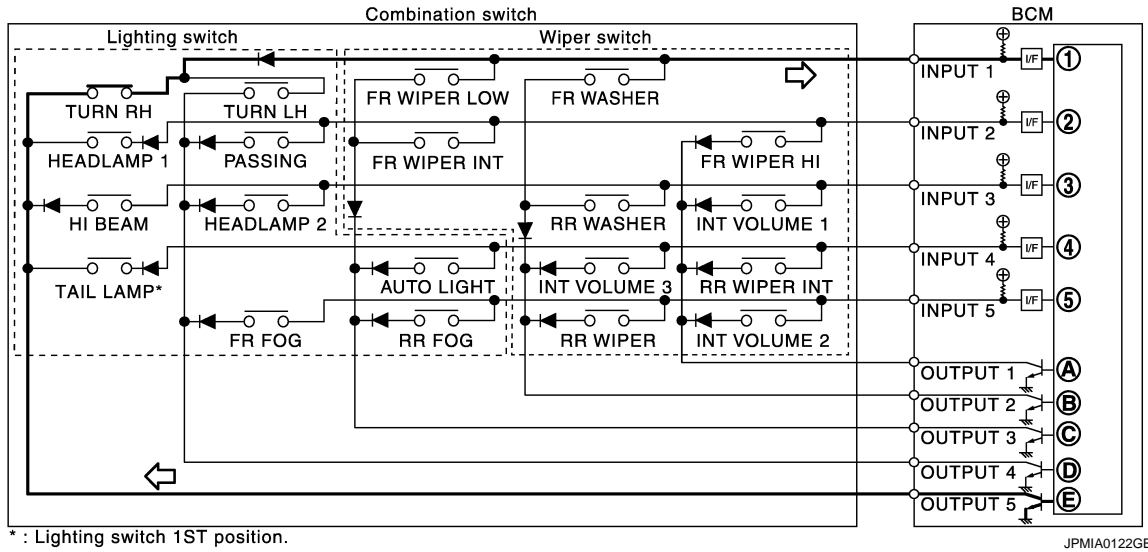 Combination switch
BCM
Lighting switch
Wiper switch
TURN RH
TURN LH
FR WIPER LOW
FR WASHER
INPUT 1
I/F
1
HEADLAMP 1
PASSING
FR WIPER INT
FR WIPER HI
INPUT 2
I/F
2
HI BEAM
HEADLAMP 2
RR WASHER
INT VOLUME 1
INPUT 3
I/F
3
TAIL LAMP*
AUTO LIGHT
INT VOLUME 3
RR WIPER INT
INPUT 4
I/F
4
FR FOG
RR FOG
RR WIPER
INT VOLUME 2
INPUT 5
I/F
5
OUTPUT 1
A
OUTPUT 2
B
OUTPUT 3
C
OUTPUT 4
D
OUTPUT 5
E
* : Lighting switch 1ST position.
JPMIA0122GB